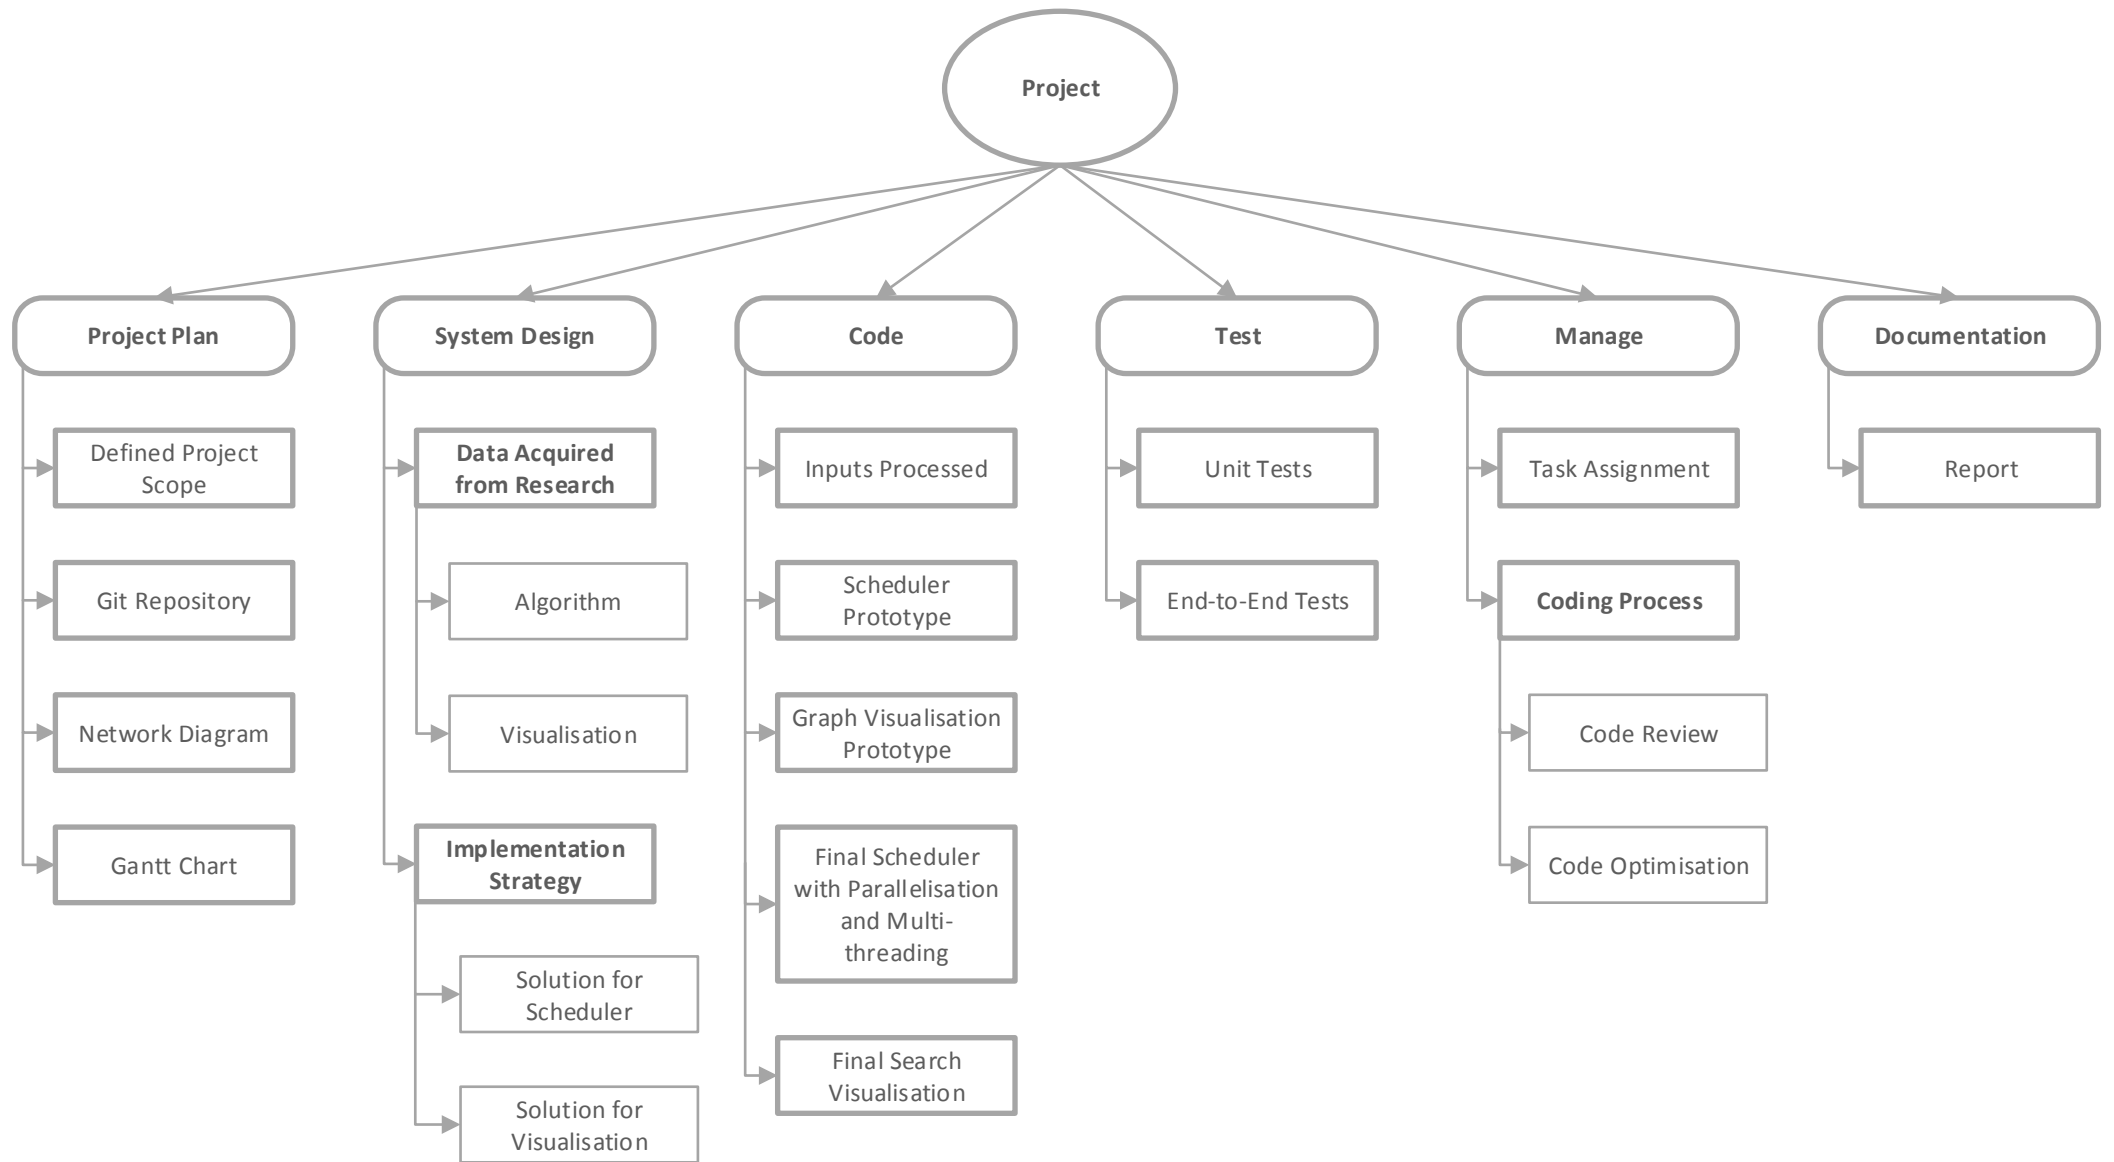 Project
Project Plan
System Design
Code
Test
Manage
Documentation
Defined Project
Scope
Git Repository
Network Diagram
Gantt Chart
Data Acquired
from Research
Algorithm
Visualisation
Implementation
Strategy
Solution for
Scheduler
Solution for
Visualisation
Inputs Processed
Scheduler
Prototype
Graph Visualisation
Prototype
Final Scheduler
with Parallelisation
and Multi-
threading
Final Search
Visualisation
Unit Tests
End-to-End Tests
Task Assignment
Coding Process
Code Review
Code Optimisation
Report